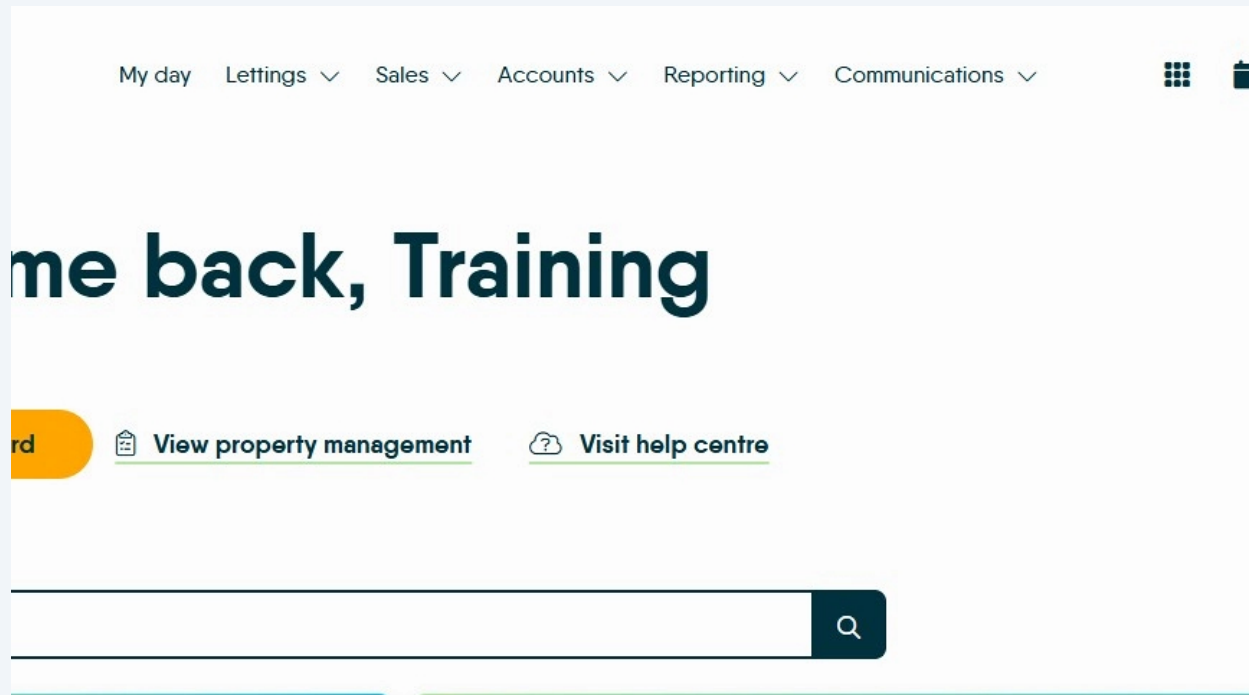 My day Lettings Sales Accounts Reporting Communications
me back, Training
rd View property management Visit help centre